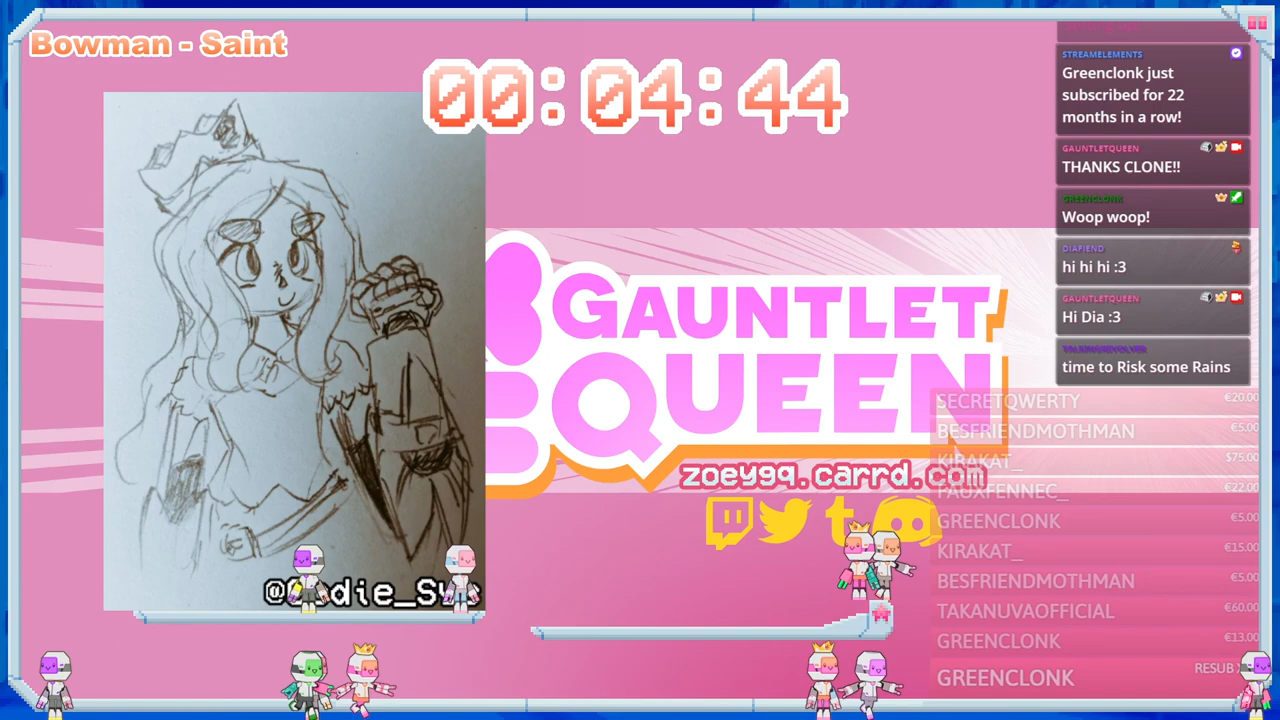 Bowman - Saint
00:04:44
STREAMELEMENTS
Greenclonk just
subscribed for 22
months in a row!
GAUNTLETQUEEN
THANKS CLONE!!
GREENCLONK
Woop woop!
DIAFIEND
hi hi hi :3
GAUNTLETQUEEN
Hi Dia :3
TALKINGREVOLVER
time to Risk some Rains
GAUNTLET
QUEEN
zoeygq.carrd.com
SECRETQWERTY €20.00
BESFRIENDMOTHMAN €5.00
KIRAKAT_ $75.00
PAUXFENNEC_ €22.00
GREENCLONK €5.00
KIRAKAT_ €15.00
BESFRIENDMOTHMAN €5.00
TAKANUVAOFFICIAL €60.00
GREENCLONK €13.00
GREENCLONK RESUB